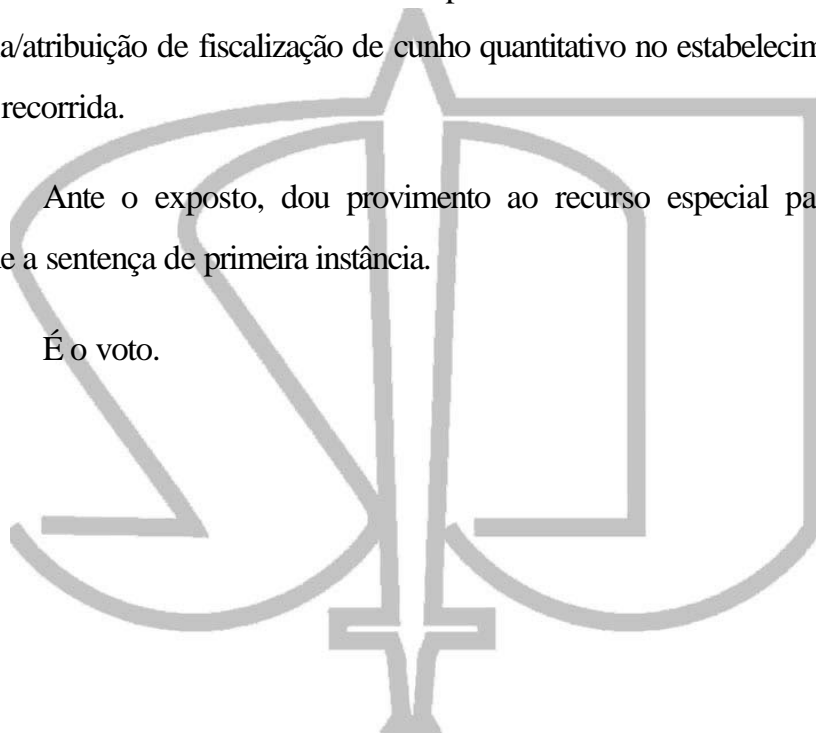 a/atribuição de fiscalização de cunho quantitativo no estabelecim
recorrida.
Ante o exposto, dou provimento ao recurso especial pa
e a sentença de primeira instância.
É o voto.